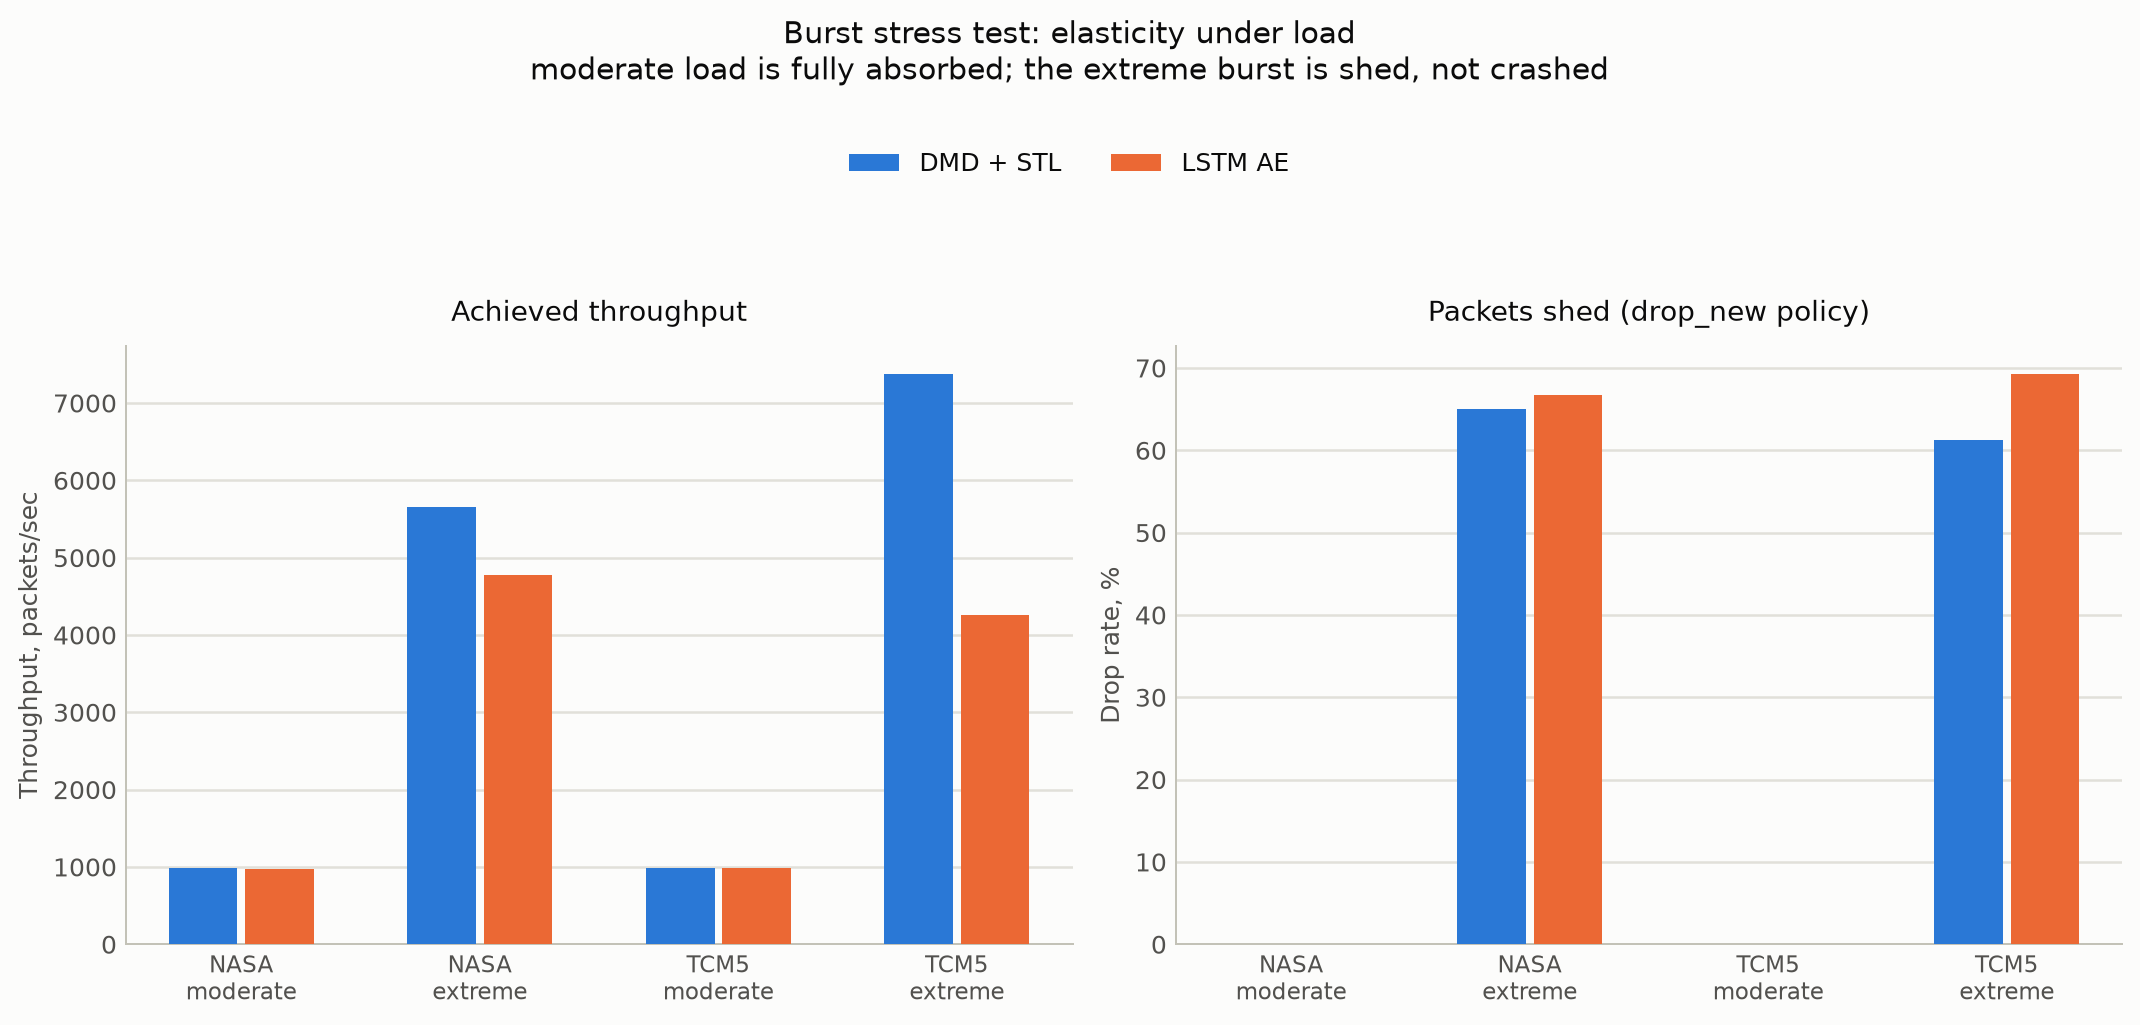 Burst stress test: elasticity under load
moderate load is fully absorbed; the extreme burst is shed, not crashed
DMD + STL
LSTM AE
Achieved throughput
Throughput, packets/sec
7000
6000
5000
4000
3000
2000
1000
0
NASA
moderate
NASA
extreme
TCM5
moderate
TCM5
extreme
Packets shed (drop_new policy)
Drop rate, %
70
60
50
40
30
20
10
0
NASA
moderate
NASA
extreme
TCM5
moderate
TCM5
extreme